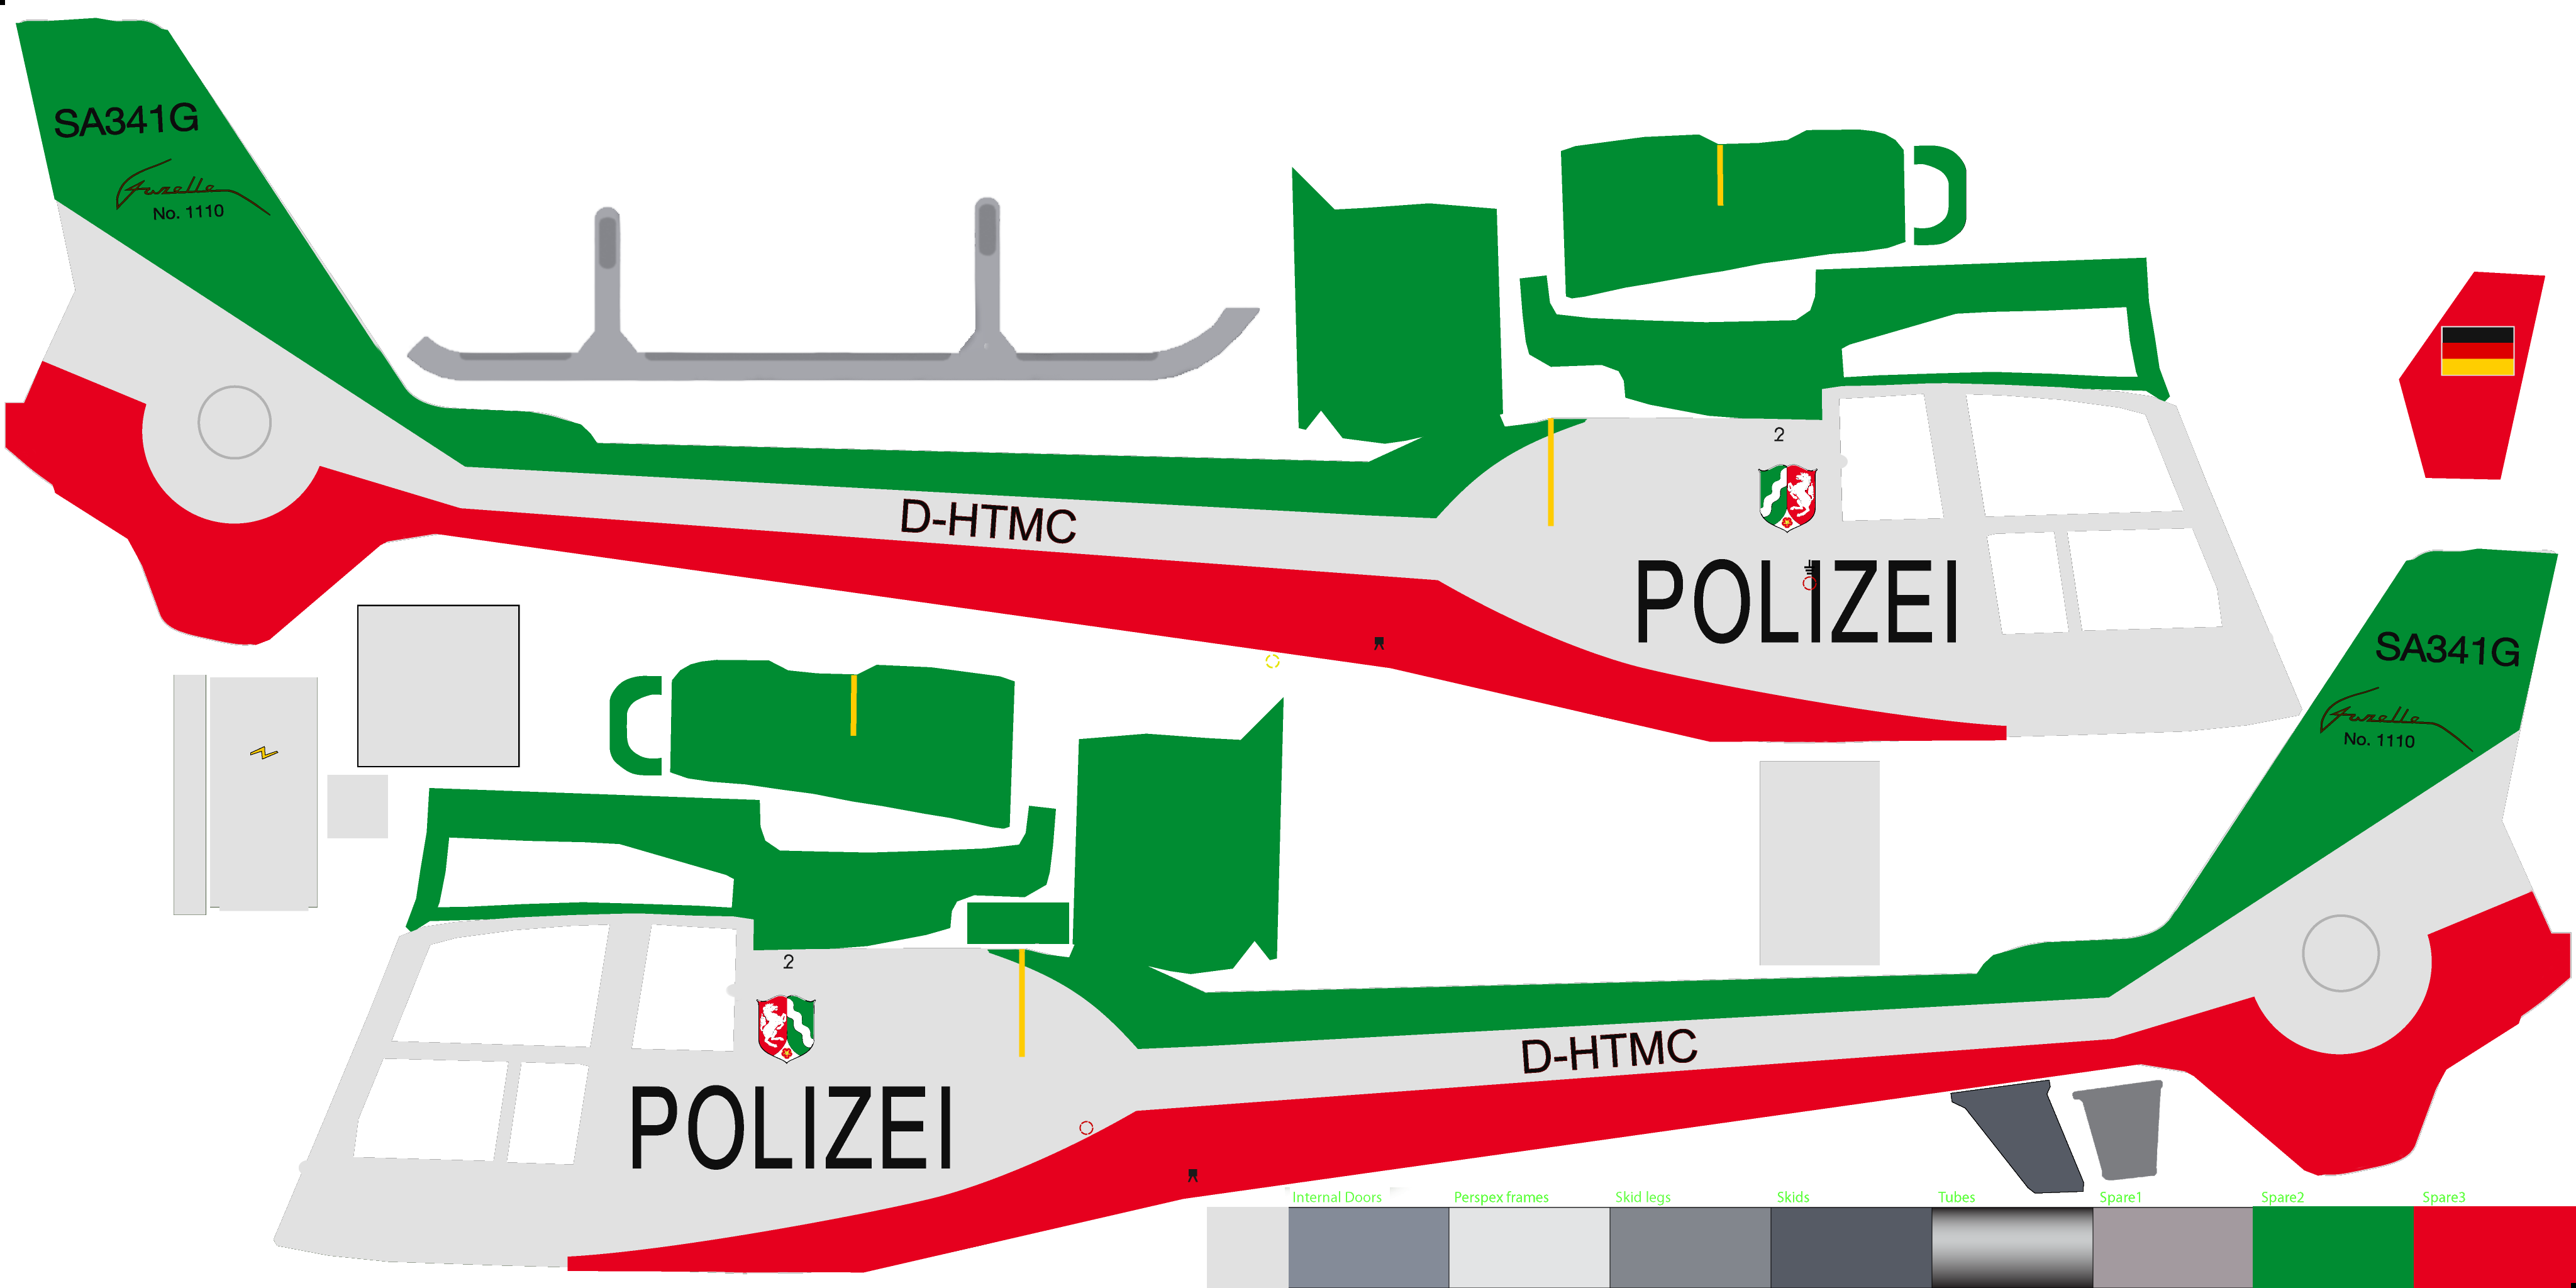 SA341G
Gazelle
No. 1110
2
D-HTMC
POLIZEI
SA341G
Gazelle
No. 1110
2
D-HTMC
POLIZEI
Internal Doors Perspex frames Skid legs Skids Tubes Spare1 Spare2 Spare3